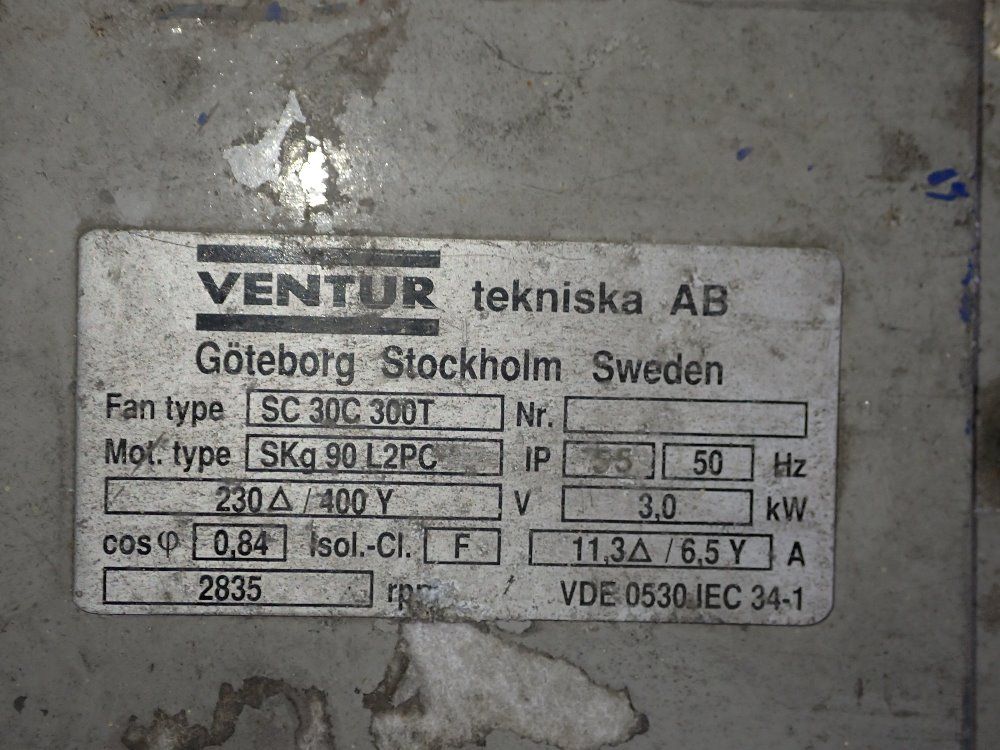 VENTUR tekniska AB
Göteborg Stockholm Sweden
Fan type SC 30C 300T Nr.
Mot. type SKg 90 L2PC IP 55 50 Hz
230 Δ / 400 Y V 3,0 kW
cos φ 0,84 Isol.-Cl. F 11,3 Δ / 6,5 Y A
2835 rpm VDE 0530 IEC 34-1